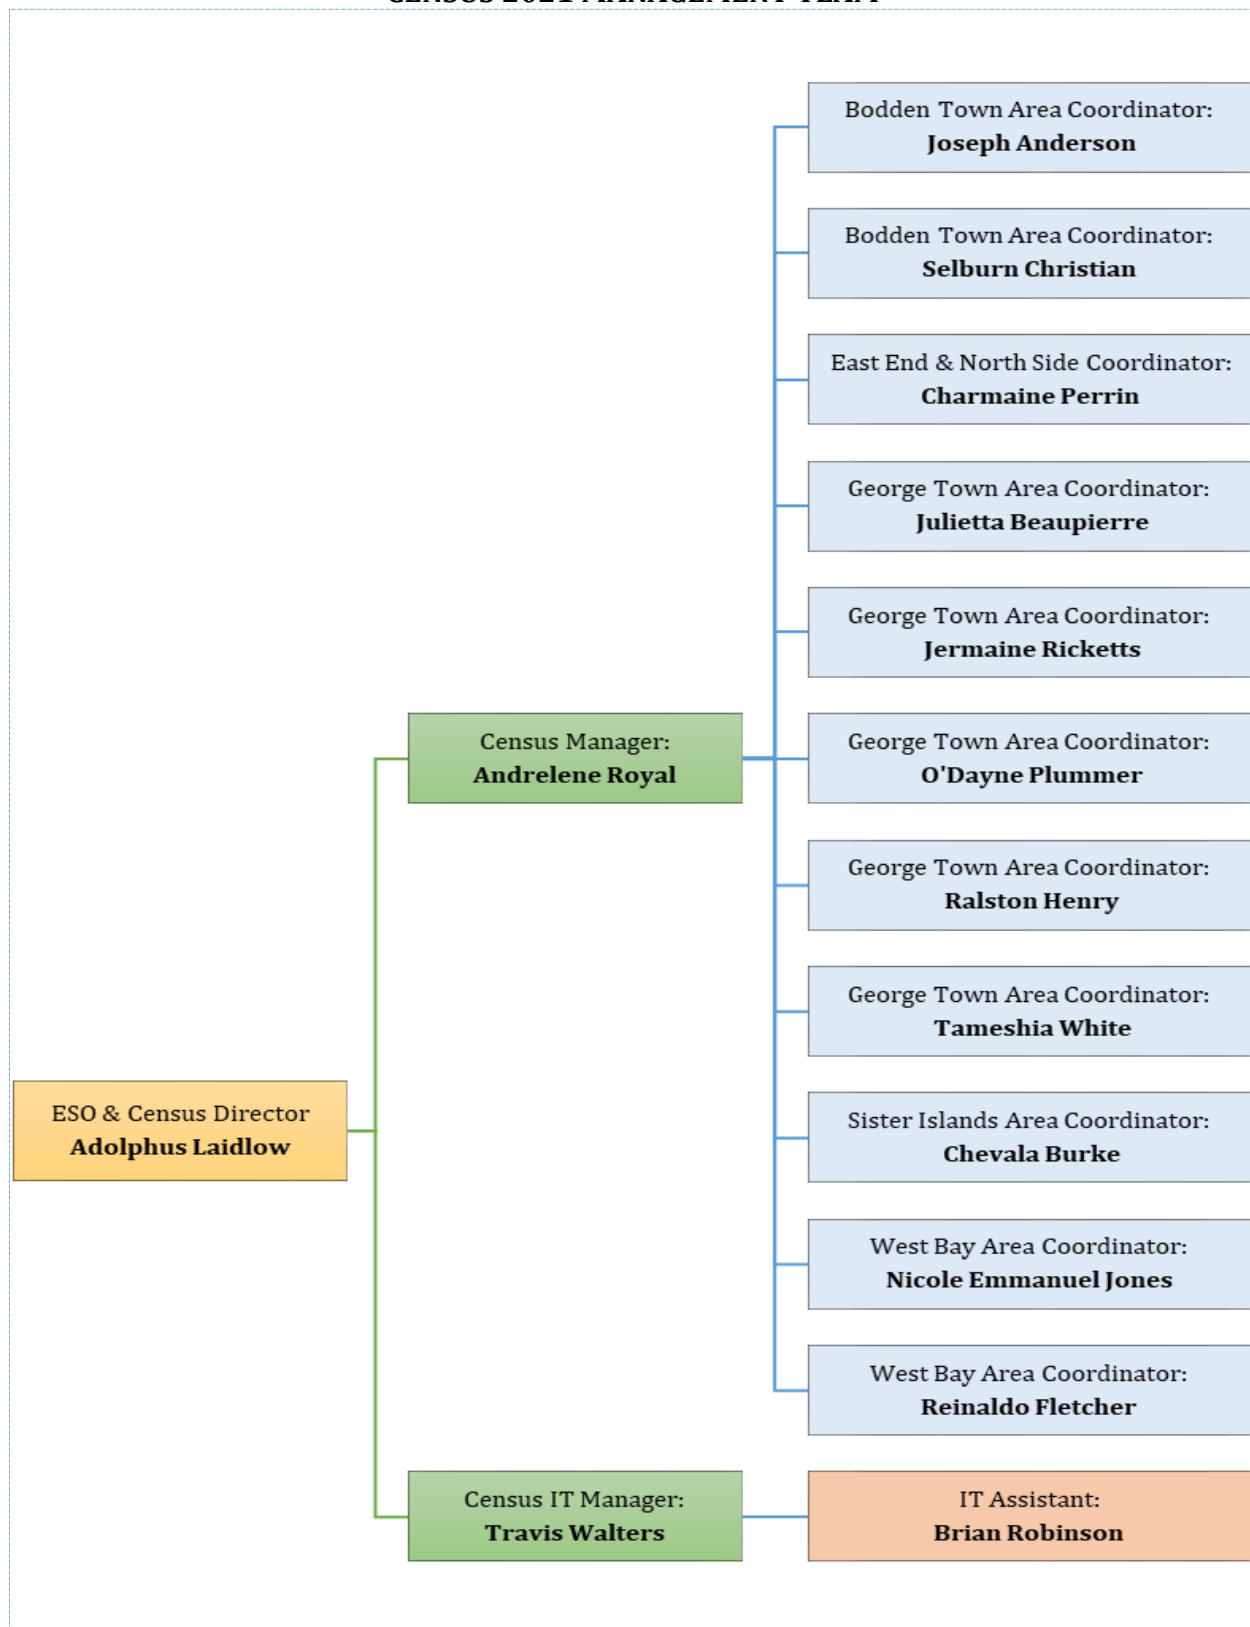 CENSUS 2021 MANAGEMENT TEAM
Bodden Town Area Coordinator:
Joseph Anderson
Bodden Town Area Coordinator:
Selburn Christian
East End & North Side Coordinator:
Charmaine Perrin
George Town Area Coordinator:
Julietta Beaupierre
George Town Area Coordinator:
Jermaine Ricketts
Census Manager:
Andrelene Royal
George Town Area Coordinator:
O'Dayne Plummer
George Town Area Coordinator:
Ralston Henry
George Town Area Coordinator:
Tameshia White
ESO & Census Director
Adolphus Laidlow
Sister Islands Area Coordinator:
Chevala Burke
West Bay Area Coordinator:
Nicole Emmanuel Jones
West Bay Area Coordinator:
Reinaldo Fletcher
Census IT Manager:
Travis Walters
IT Assistant:
Brian Robinson